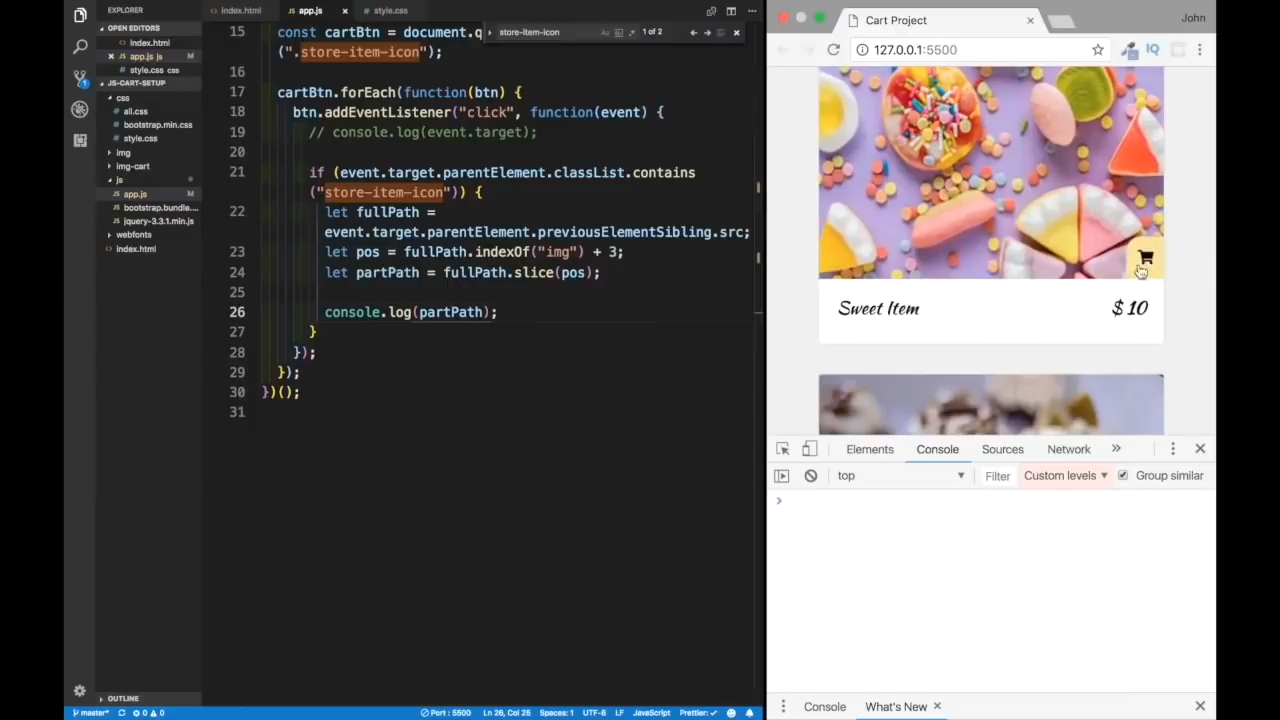 EXPLORER
OPEN EDITORS
index.html
app.js js M
style.css css
JS-CART-SETUP
css
all.css
bootstrap.min.css
style.css
img
img-cart
js
app.js M
bootstrap.bundle....
jquery-3.3.1.min.js
webfonts
index.html
OUTLINE
index.html app.js style.css
store-item-icon Aa 1 of 2
15 const cartBtn = document.q
(".store-item-icon");
16
17 cartBtn.forEach(function(btn) {
18 btn.addEventListener("click", function(event) {
19 // console.log(event.target);
20
21 if (event.target.parentElement.classList.contains
("store-item-icon")) {
22 let fullPath =
event.target.parentElement.previousElementSibling.src;
23 let pos = fullPath.indexOf("img") + 3;
24 let partPath = fullPath.slice(pos);
25
26 console.log(partPath);
27 }
28 });
29 });
30 })();
31
master* 0 0 Port : 5500 Ln 26, Col 25 Spaces: 1 UTF-8 LF JavaScript Prettier: ✓
Cart Project
John
127.0.0.1:5500
IQ
Sweet Item $ 10
Elements Console Sources Network »
top Filter Custom levels Group similar
Console What's New